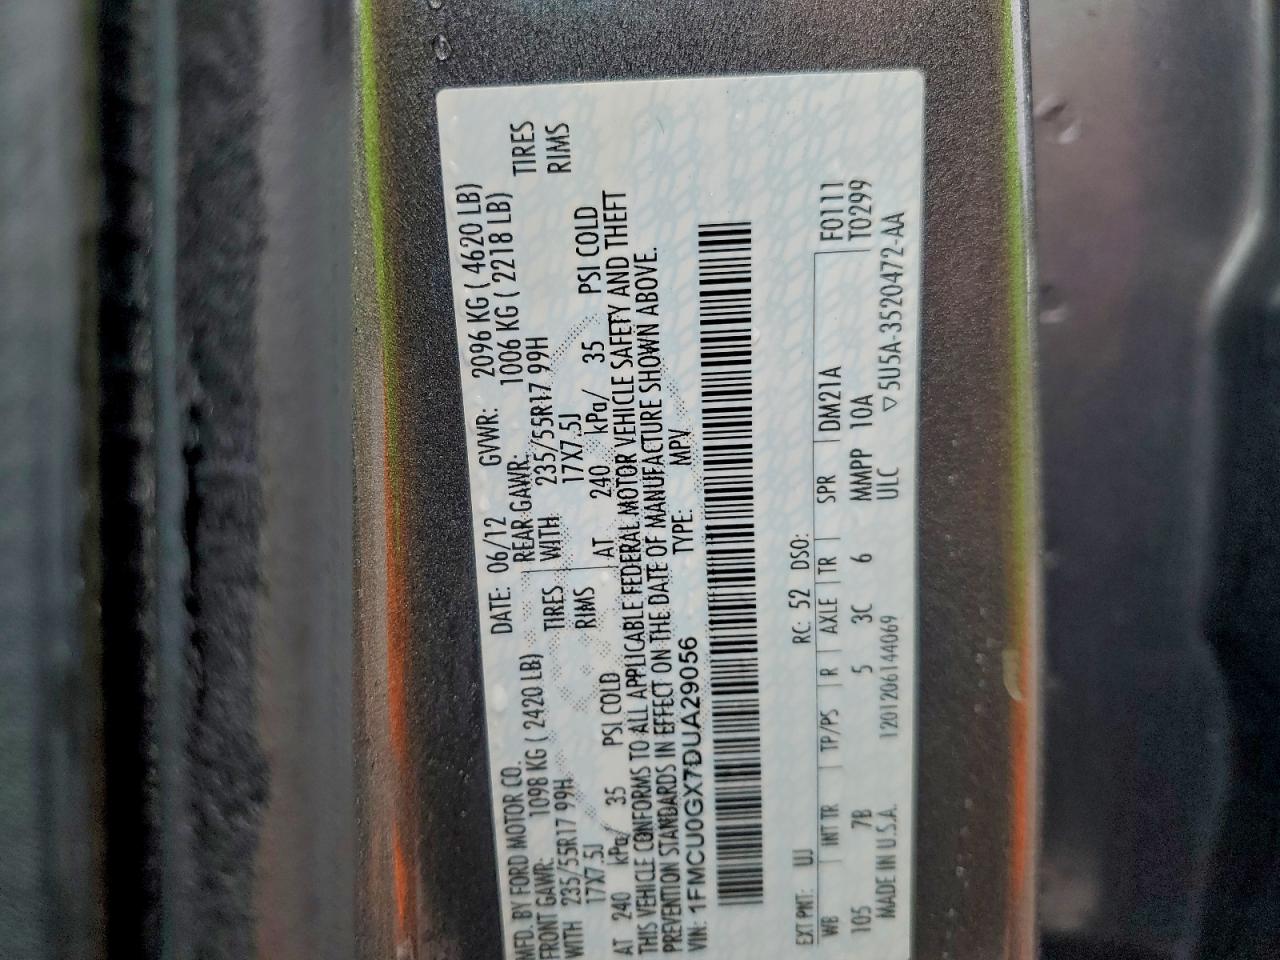 MFD. BY FORD MOTOR CO. DATE: 06/12 GVWR: 2096 KG ( 4620 LB)
FRONT GAWR: 1098 KG ( 2420 LB) REAR GAWR: 1006 KG ( 2218 LB)
WITH 235/55R17 99H TIRES WITH 235/55R17 99H TIRES
17X7.5J RIMS 17X7.5J RIMS
AT 240 kPa/ 35 PSI COLD AT 240 kPa/ 35 PSI COLD
THIS VEHICLE CONFORMS TO ALL APPLICABLE FEDERAL MOTOR VEHICLE SAFETY AND THEFT
PREVENTION STANDARDS IN EFFECT ON THE DATE OF MANUFACTURE SHOWN ABOVE.
VIN: 1FMCU0GX7DUA29056 TYPE: MPV
EXT PNT: UJ RC: 52 DSO:
WB INT TR TP/PS R AXLE TR SPR DM21A F0111
105 7B 5 3C 6 MMPP 10A T0299
MADE IN U.S.A. 1201206144069 ULC ▽5U5A-3520472-AA